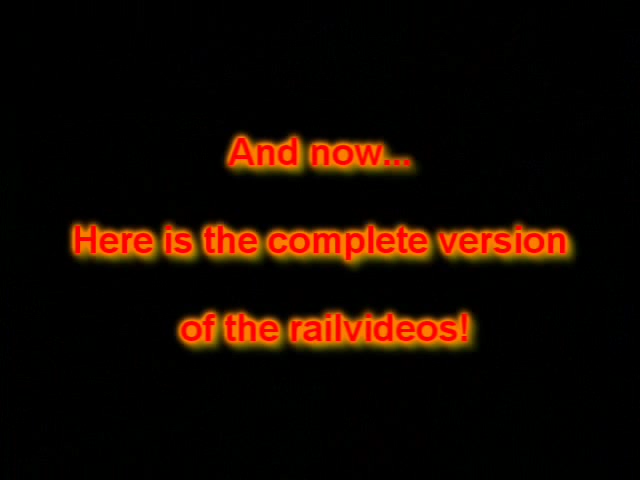 And now...
Here is the complete version
of the railvideos!